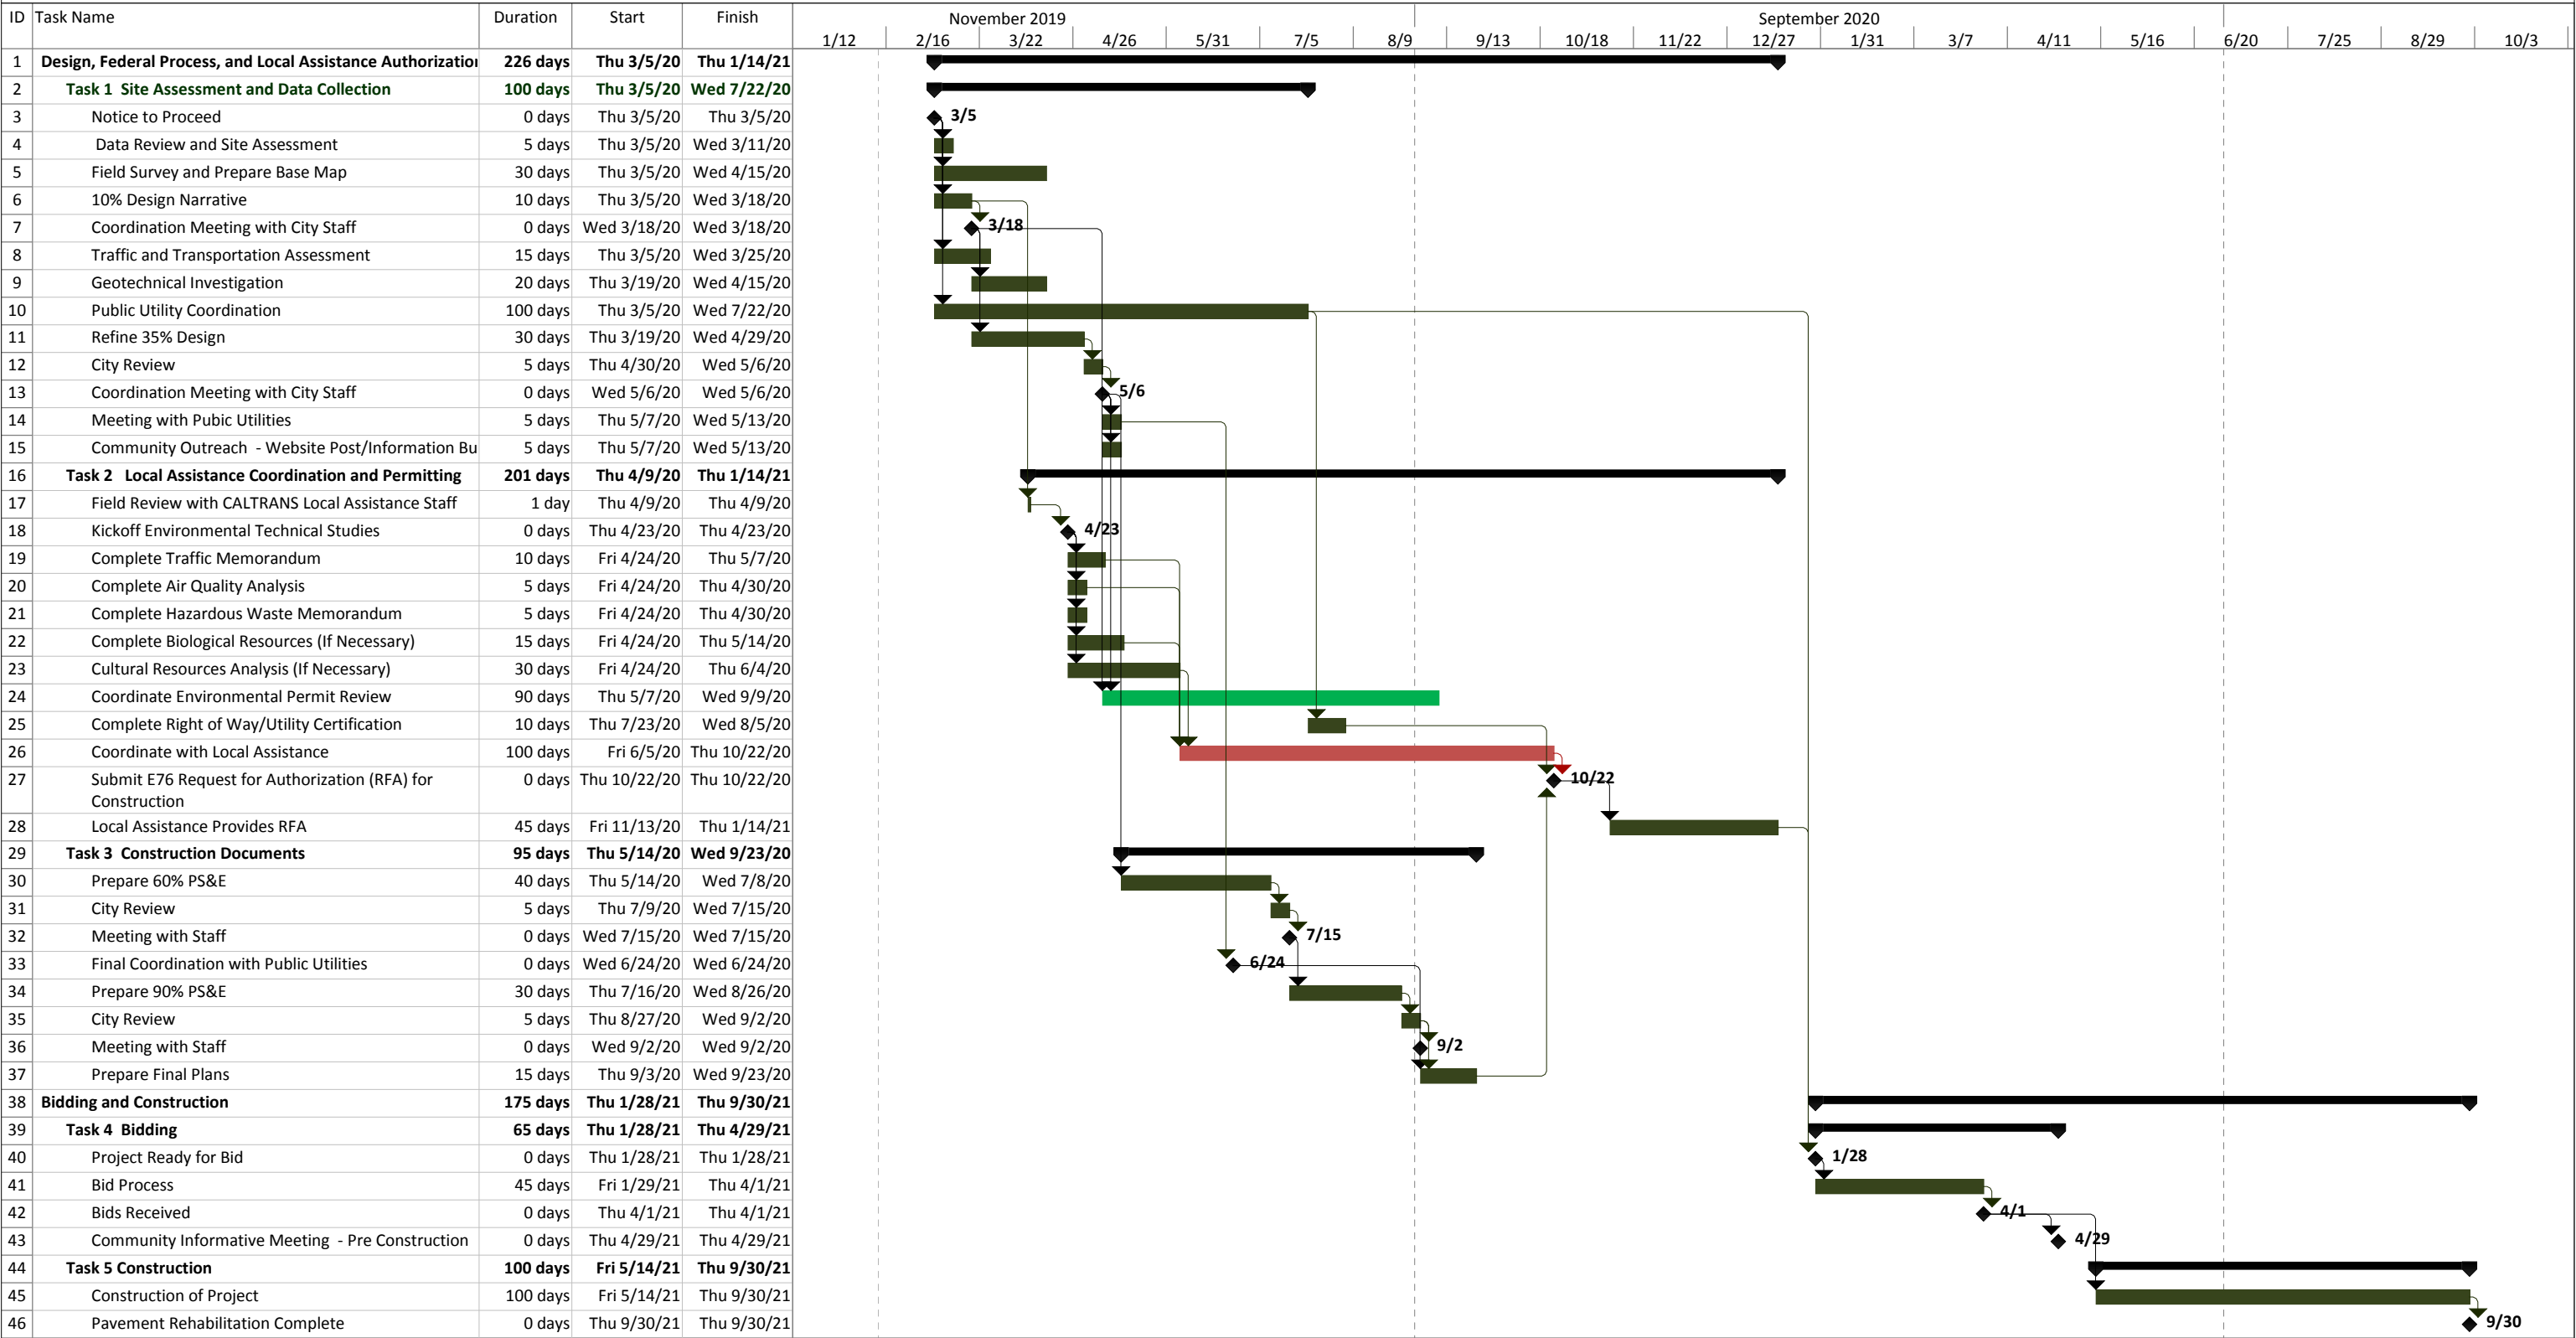 ID Task Name Duration Start Finish November 2019 September 2020
1/12 2/16 3/22 4/26 5/31 7/5 8/9 9/13 10/18 11/22 12/27 1/31 3/7 4/11 5/16 6/20 7/25 8/29 10/3
1 Design, Federal Process, and Local Assistance Authorization 226 days Thu 3/5/20 Thu 1/14/21
2 Task 1 Site Assessment and Data Collection 100 days Thu 3/5/20 Wed 7/22/20
3 Notice to Proceed 0 days Thu 3/5/20 Thu 3/5/20 3/5
4 Data Review and Site Assessment 5 days Thu 3/5/20 Wed 3/11/20
5 Field Survey and Prepare Base Map 30 days Thu 3/5/20 Wed 4/15/20
6 10% Design Narrative 10 days Thu 3/5/20 Wed 3/18/20
7 Coordination Meeting with City Staff 0 days Wed 3/18/20 Wed 3/18/20 3/18
8 Traffic and Transportation Assessment 15 days Thu 3/5/20 Wed 3/25/20
9 Geotechnical Investigation 20 days Thu 3/19/20 Wed 4/15/20
10 Public Utility Coordination 100 days Thu 3/5/20 Wed 7/22/20
11 Refine 35% Design 30 days Thu 3/19/20 Wed 4/29/20
12 City Review 5 days Thu 4/30/20 Wed 5/6/20
13 Coordination Meeting with City Staff 0 days Wed 5/6/20 Wed 5/6/20 5/6
14 Meeting with Pubic Utilities 5 days Thu 5/7/20 Wed 5/13/20
15 Community Outreach - Website Post/Information Bu 5 days Thu 5/7/20 Wed 5/13/20
16 Task 2 Local Assistance Coordination and Permitting 201 days Thu 4/9/20 Thu 1/14/21
17 Field Review with CALTRANS Local Assistance Staff 1 day Thu 4/9/20 Thu 4/9/20
18 Kickoff Environmental Technical Studies 0 days Thu 4/23/20 Thu 4/23/20 4/23
19 Complete Traffic Memorandum 10 days Fri 4/24/20 Thu 5/7/20
20 Complete Air Quality Analysis 5 days Fri 4/24/20 Thu 4/30/20
21 Complete Hazardous Waste Memorandum 5 days Fri 4/24/20 Thu 4/30/20
22 Complete Biological Resources (If Necessary) 15 days Fri 4/24/20 Thu 5/14/20
23 Cultural Resources Analysis (If Necessary) 30 days Fri 4/24/20 Thu 6/4/20
24 Coordinate Environmental Permit Review 90 days Thu 5/7/20 Wed 9/9/20
25 Complete Right of Way/Utility Certification 10 days Thu 7/23/20 Wed 8/5/20
26 Coordinate with Local Assistance 100 days Fri 6/5/20 Thu 10/22/20
27 Submit E76 Request for Authorization (RFA) for 0 days Thu 10/22/20 Thu 10/22/20 10/22
Construction
28 Local Assistance Provides RFA 45 days Fri 11/13/20 Thu 1/14/21
29 Task 3 Construction Documents 95 days Thu 5/14/20 Wed 9/23/20
30 Prepare 60% PS&E 40 days Thu 5/14/20 Wed 7/8/20
31 City Review 5 days Thu 7/9/20 Wed 7/15/20
32 Meeting with Staff 0 days Wed 7/15/20 Wed 7/15/20 7/15
33 Final Coordination with Public Utilities 0 days Wed 6/24/20 Wed 6/24/20 6/24
34 Prepare 90% PS&E 30 days Thu 7/16/20 Wed 8/26/20
35 City Review 5 days Thu 8/27/20 Wed 9/2/20
36 Meeting with Staff 0 days Wed 9/2/20 Wed 9/2/20 9/2
37 Prepare Final Plans 15 days Thu 9/3/20 Wed 9/23/20
38 Bidding and Construction 175 days Thu 1/28/21 Thu 9/30/21
39 Task 4 Bidding 65 days Thu 1/28/21 Thu 4/29/21
40 Project Ready for Bid 0 days Thu 1/28/21 Thu 1/28/21 1/28
41 Bid Process 45 days Fri 1/29/21 Thu 4/1/21
42 Bids Received 0 days Thu 4/1/21 Thu 4/1/21 4/1
43 Community Informative Meeting - Pre Construction 0 days Thu 4/29/21 Thu 4/29/21 4/29
44 Task 5 Construction 100 days Fri 5/14/21 Thu 9/30/21
45 Construction of Project 100 days Fri 5/14/21 Thu 9/30/21
46 Pavement Rehabilitation Complete 0 days Thu 9/30/21 Thu 9/30/21 9/30